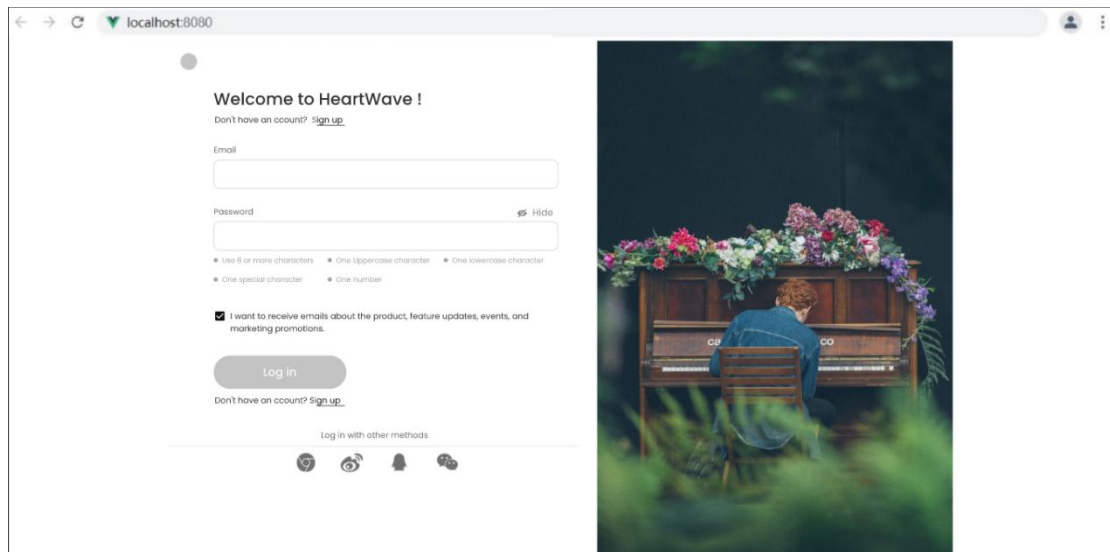 localhost:8080
Welcome to HeartWave !
Don't have an ccount? Sign up
Email
Password Hide
Use 8 or more characters One Uppercase character One lowercase character
One special character One number
I want to receive emails about the product, feature updates, events, and
marketing promotions.
Log in
Don't have an ccount? Sign up
Log in with other methods
ca co